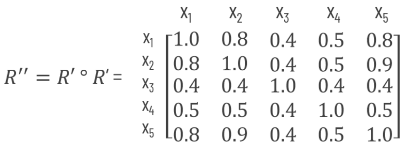 x₁ x₂ x₃ x₄ x₅
x₁ 1.0 0.8 0.4 0.5 0.8
x₂ 0.8 1.0 0.4 0.5 0.9
R′′ = R′ ∘ R′ = x₃ 0.4 0.4 1.0 0.4 0.4
x₄ 0.5 0.5 0.4 1.0 0.5
x₅ 0.8 0.9 0.4 0.5 1.0